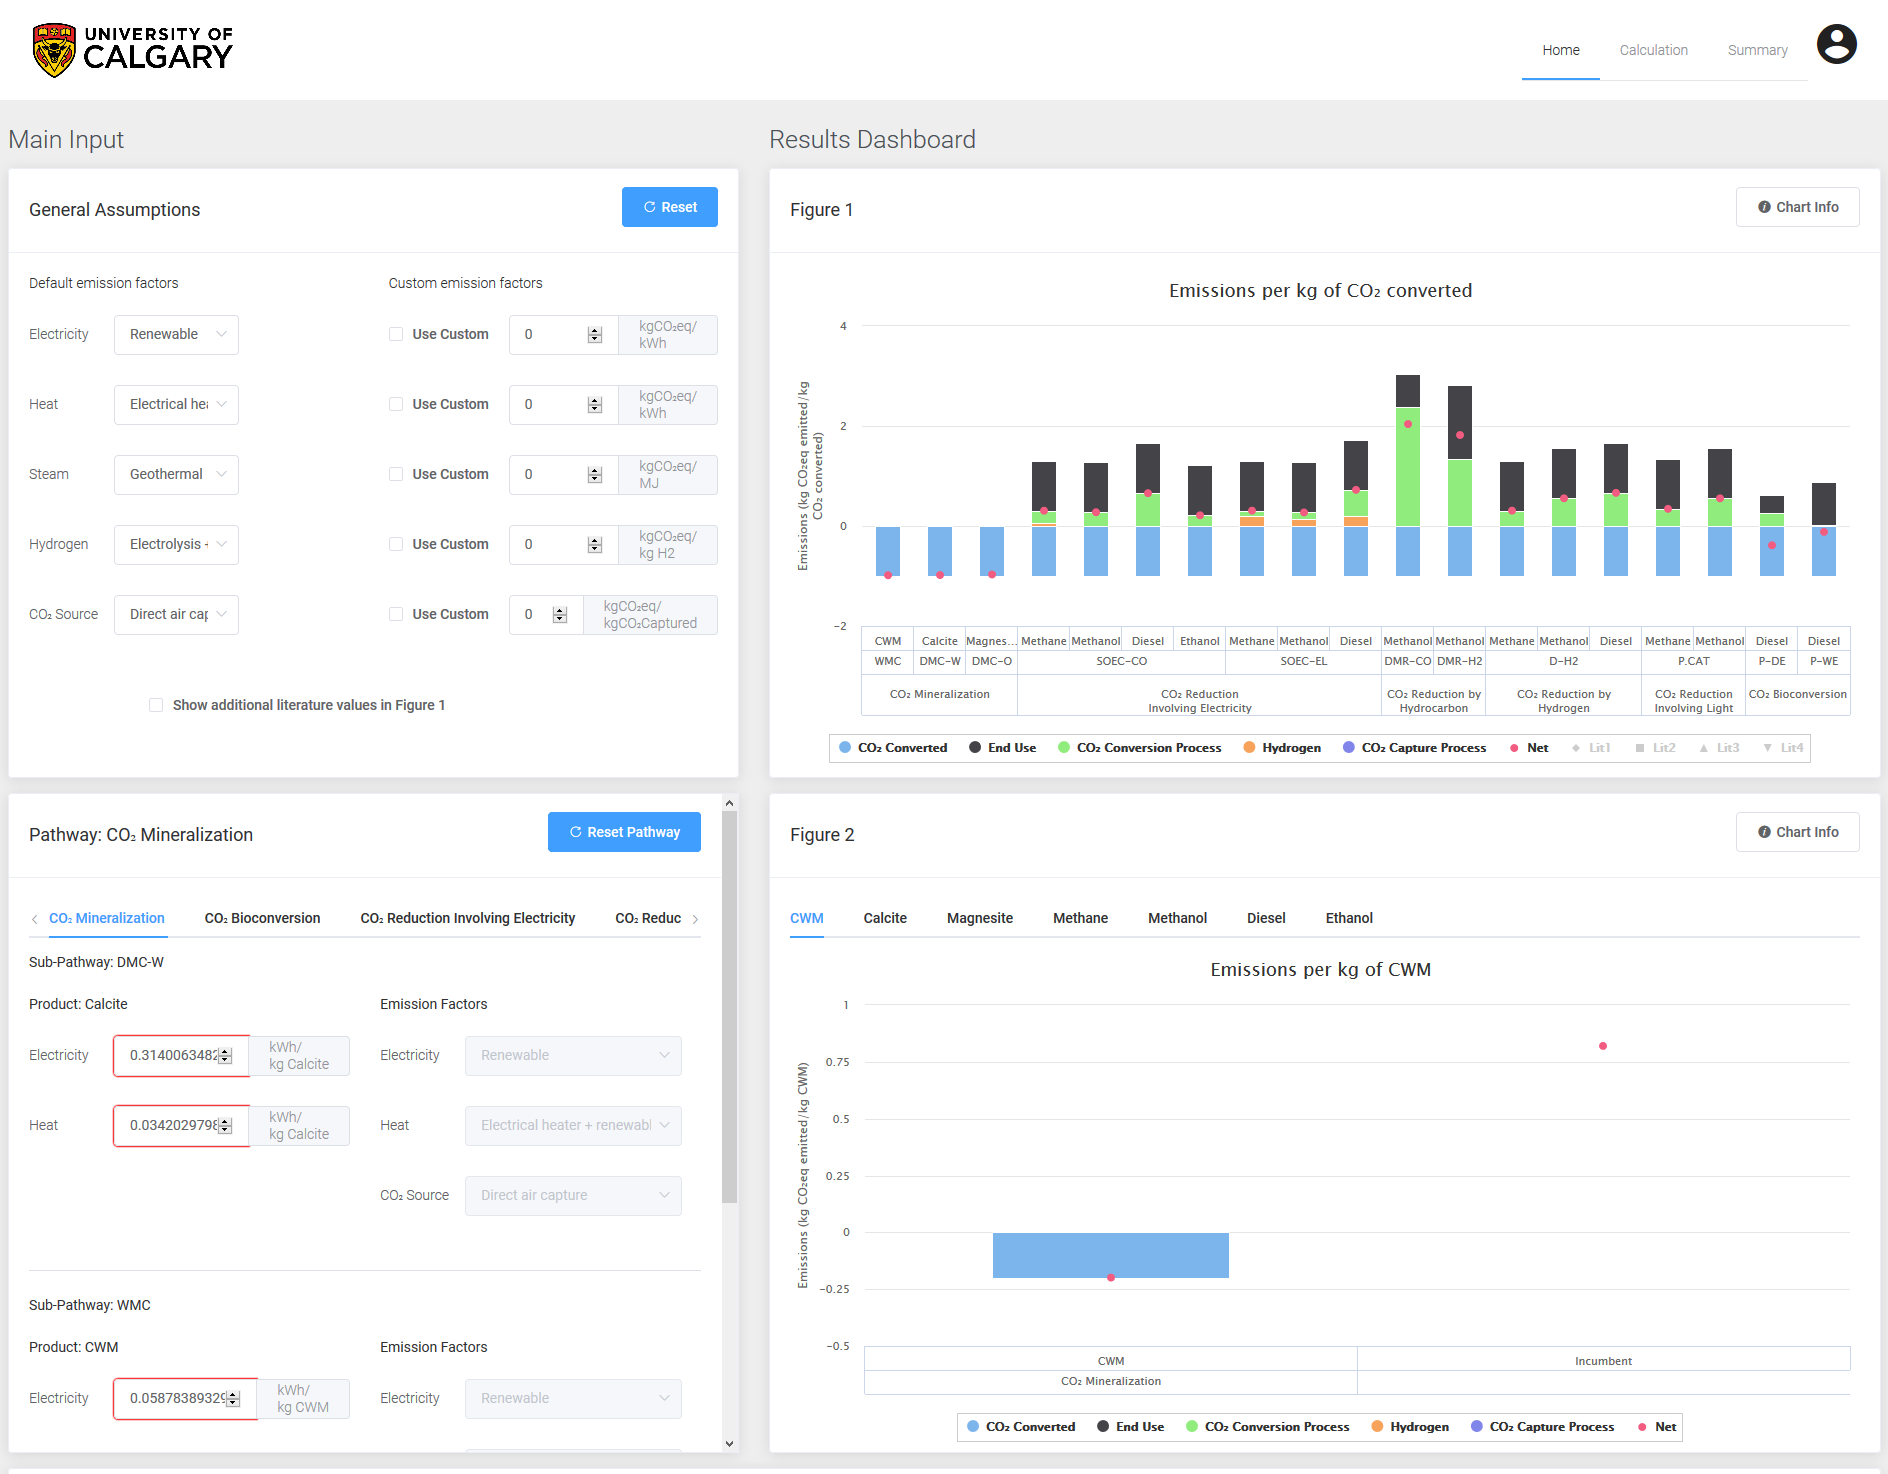 UNIVERSITY OF
CALGARY
Home
Calculation
Summary
Main Input
Results Dashboard
General Assumptions
Reset
Default emission factors
Custom emission factors
Electricity
Renewable
Use Custom
0
kgCO₂eq/
kWh
Heat
Electrical hea
Use Custom
0
kgCO₂eq/
kWh
Steam
Geothermal
Use Custom
0
kgCO₂eq/
MJ
Hydrogen
Electrolysis +
Use Custom
0
kgCO₂eq/
kg H2
CO₂ Source
Direct air cap
Use Custom
0
kgCO₂eq/
kgCO₂Captured
Show additional literature values in Figure 1
Figure 1
Chart Info
Emissions per kg of CO₂ converted
Emissions (kg CO₂eq emitted/kg
CO₂ converted)
4
2
0
−2
CWM Calcite Magnes... Methane Methanol Diesel Ethanol Methane Methanol Diesel Methanol Methanol Methane Methanol Diesel Methane Methanol Diesel Diesel
WMC DMC-W DMC-O SOEC-CO SOEC-EL DMR-CO DMR-H2 D-H2 P.CAT P-DE P-WE
CO₂ Mineralization
CO₂ Reduction
Involving Electricity
CO₂ Reduction by
Hydrocarbon
CO₂ Reduction by
Hydrogen
CO₂ Reduction
Involving Light
CO₂ Bioconversion
CO₂ Converted End Use CO₂ Conversion Process Hydrogen CO₂ Capture Process Net Lit1 Lit2 Lit3 Lit4
Pathway: CO₂ Mineralization
Reset Pathway
CO₂ Mineralization
CO₂ Bioconversion
CO₂ Reduction Involving Electricity
CO₂ Reduc
Sub-Pathway: DMC-W
Product: Calcite
Emission Factors
Electricity
0.3140063482
kWh/
kg Calcite
Electricity
Renewable
Heat
0.0342029798
kWh/
kg Calcite
Heat
Electrical heater + renewabl
CO₂ Source
Direct air capture
Sub-Pathway: WMC
Product: CWM
Emission Factors
Electricity
0.05878389329
kWh/
kg CWM
Electricity
Renewable
Figure 2
Chart Info
CWM
Calcite
Magnesite
Methane
Methanol
Diesel
Ethanol
Emissions per kg of CWM
Emissions (kg CO₂eq emitted/kg CWM)
1
0.75
0.5
0.25
0
−0.25
−0.5
CWM Incumbent
CO₂ Mineralization
CO₂ Converted End Use CO₂ Conversion Process Hydrogen CO₂ Capture Process Net